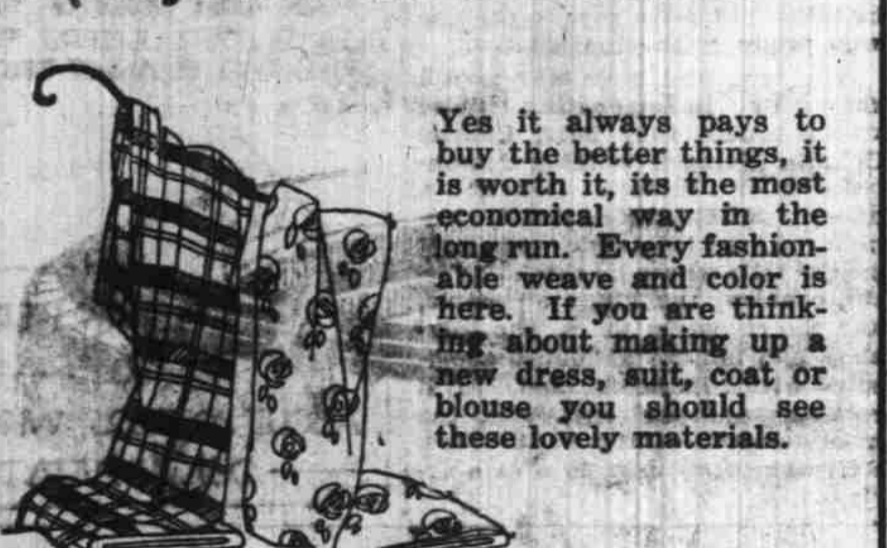 Yes it always pays to
buy the better things, it
is worth it, its the most
economical way in the
long run. Every fashion-
able weave and color is
here. If you are think-
ing about making up a
new dress, suit, coat or
blouse you should see
these lovely materials.